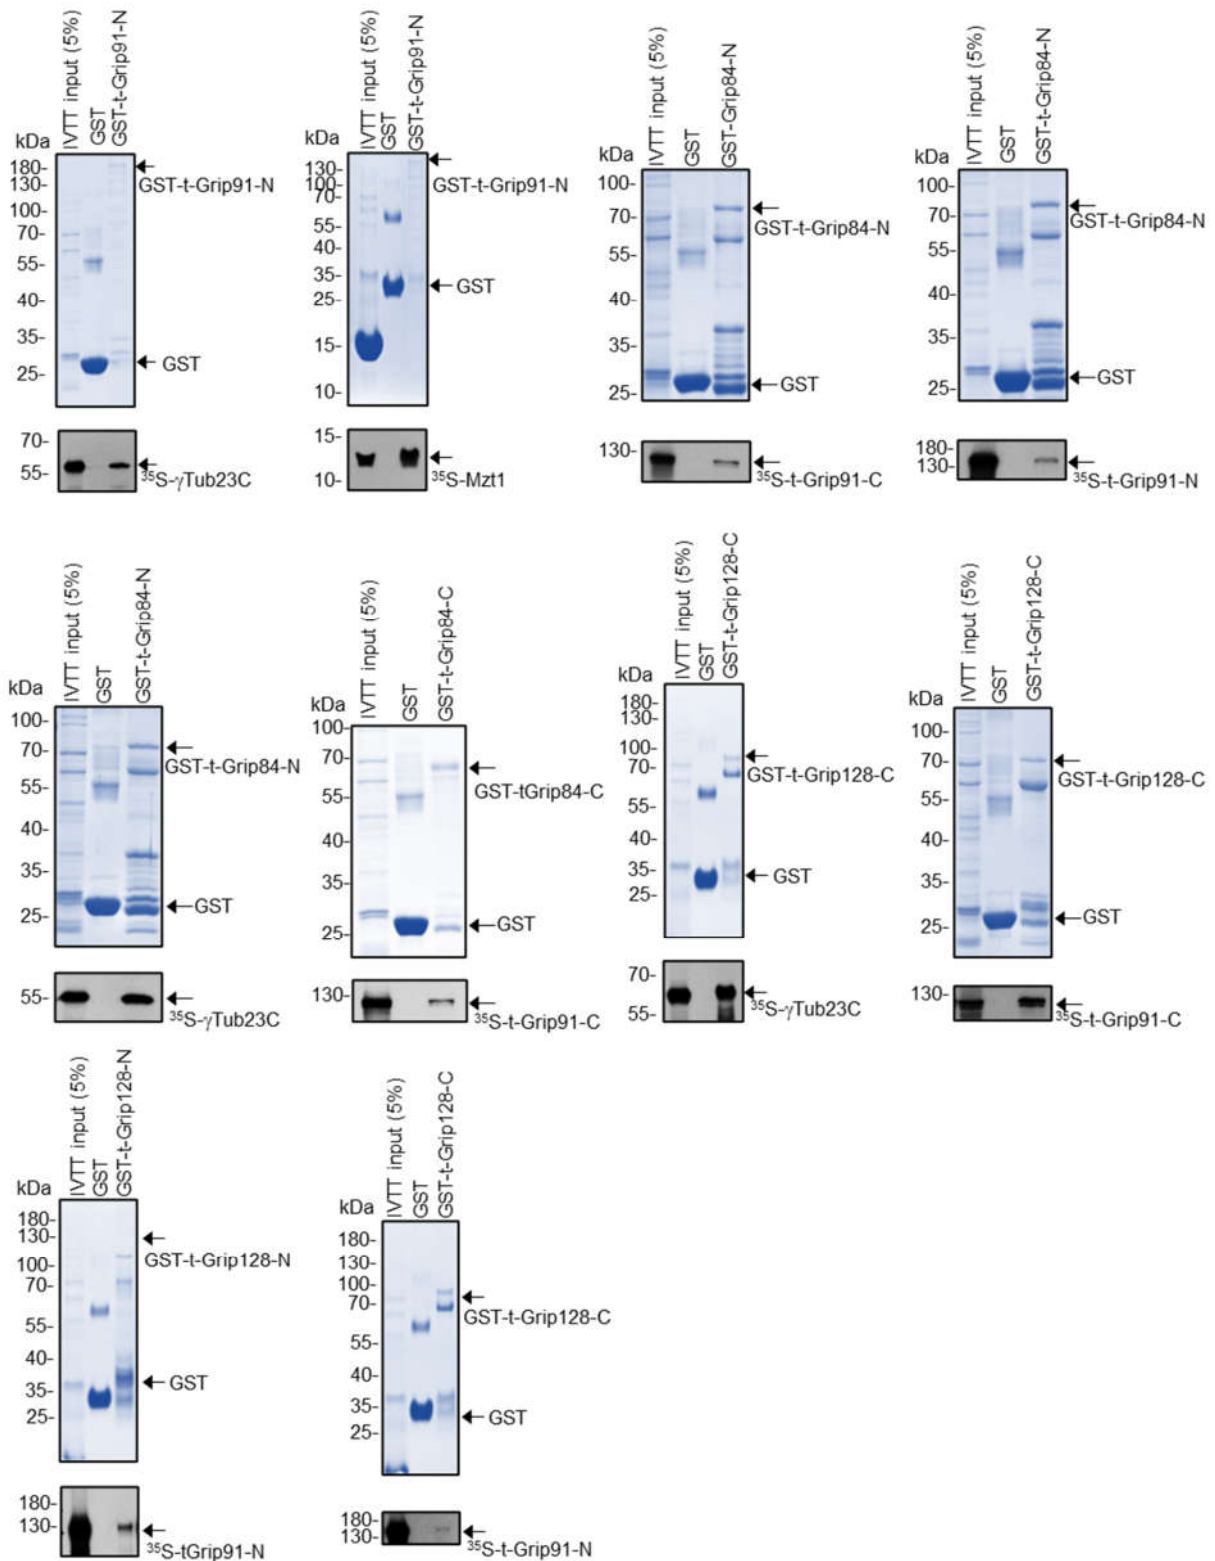 IVTT input (5%)
GST
GST-t-Grip91-N
kDa
180-
130-
100-
70-
55-
40-
35-
25-
GST-t-Grip91-N
GST
70-
55-
35S-γTub23C
IVTT input (5%)
GST
GST-t-Grip91-N
kDa
130-
100-
70-
55-
40-
35-
25-
15-
10-
GST-t-Grip91-N
GST
15-
10-
35S-Mzt1
IVTT input (5%)
GST
GST-Grip84-N
kDa
100-
70-
55-
40-
35-
25-
GST-t-Grip84-N
GST
130-
35S-t-Grip91-C
IVTT input (5%)
GST
GST-t-Grip84-N
kDa
100-
70-
55-
40-
35-
25-
GST-t-Grip84-N
GST
180-
130-
35S-t-Grip91-N
IVTT input (5%)
GST
GST-t-Grip84-N
kDa
100-
70-
55-
40-
35-
25-
GST-t-Grip84-N
GST
55-
35S-γTub23C
IVTT input (5%)
GST
GST-t-Grip84-C
kDa
100-
70-
55-
40-
35-
25-
GST-tGrip84-C
GST
130-
35S-t-Grip91-C
IVTT input (5%)
GST
GST-t-Grip128-C
kDa
180-
130-
100-
70-
55-
40-
35-
25-
GST-t-Grip128-C
GST
70-
55-
35S-γTub23C
IVTT input (5%)
GST
GST-t-Grip128-C
kDa
100-
70-
55-
40-
35-
25-
GST-t-Grip128-C
GST
130-
35S-t-Grip91-C
IVTT input (5%)
GST
GST-t-Grip128-N
kDa
180-
130-
100-
70-
55-
40-
35-
25-
GST-t-Grip128-N
GST
180-
130-
35S-tGrip91-N
IVTT input (5%)
GST
GST-t-Grip128-C
kDa
180-
130-
100-
70-
55-
40-
35-
25-
GST-t-Grip128-C
GST
180-
130-
35S-t-Grip91-N